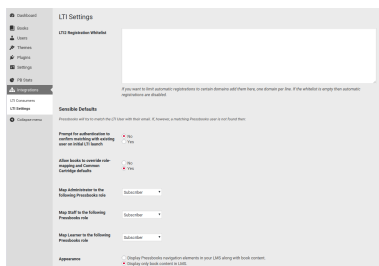 Dashboard
Books
Users
Themes
Plugins
Settings
PB Stats
Integrations
LTI Consumers
LTI Settings
Collapse menu
LTI Settings
LTI2 Registration Whitelist
If you want to limit automatic registrations to certain domains add them here, one domain per line. If the whitelist is empty then automatic
registrations are disabled.
Sensible Defaults
Pressbooks will try to match the LTI User with their email. If, however, a matching Pressbooks user is not found then:
Prompt for authentication to
confirm matching with existing
user on initial LTI launch
No
Yes
Allow books to override role-
mapping and Common
Cartridge defaults
No
Yes
Map Administrator to the
following Pressbooks role
Subscriber
Map Staff to the following
Pressbooks role
Subscriber
Map Learner to the following
Pressbooks role
Subscriber
Appearance
Display Pressbooks navigation elements in your LMS along with book content.
Display only book content in LMS.